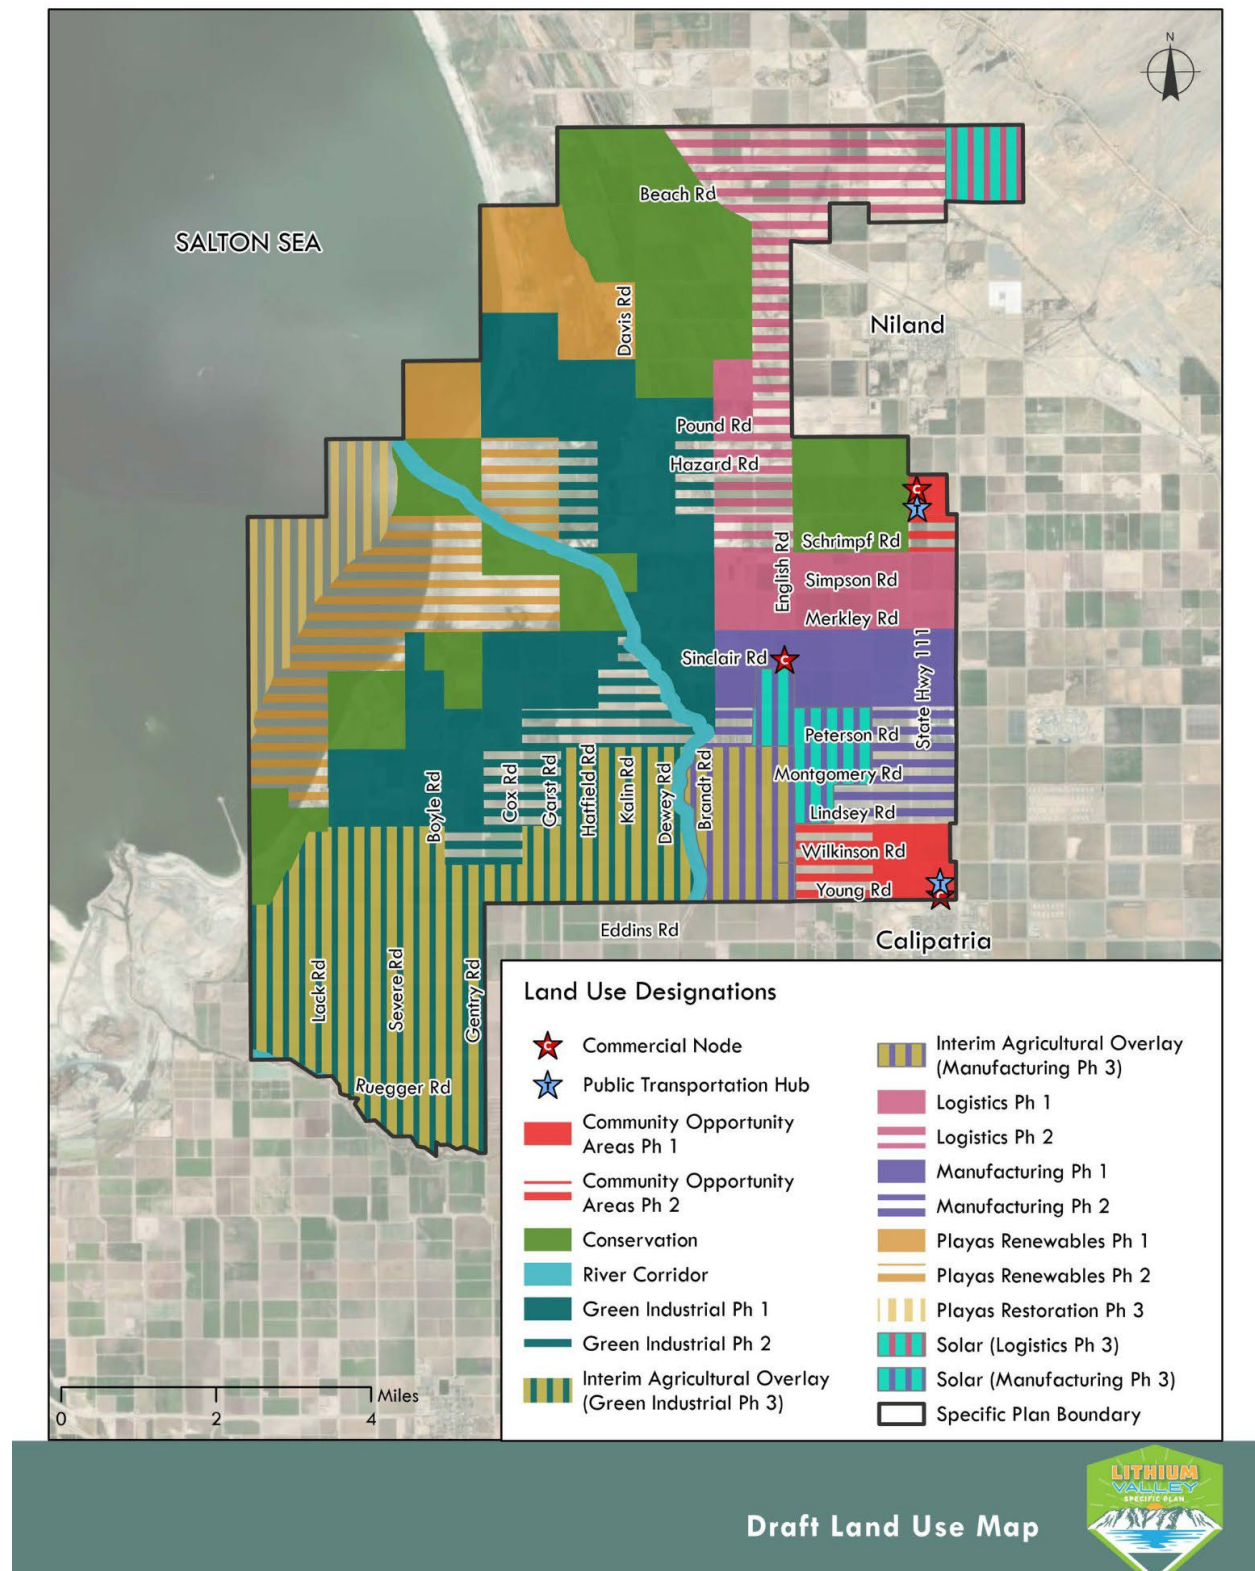 N
Beach Rd
SALTON SEA
Davis Rd
Niland
Pound Rd
Hazard Rd
C
T
Schrimpf Rd
English Rd
Simpson Rd
Merkley Rd
State Hwy 111
Sinclair Rd
C
Peterson Rd
Montgomery Rd
Lindsey Rd
Boyle Rd
Cox Rd
Garst Rd
Hatfield Rd
Kalin Rd
Dewey Rd
Brandt Rd
Wilkinson Rd
T
C
Young Rd
Eddins Rd
Calipatria
Lack Rd
Severe Rd
Gentry Rd
Ruegger Rd
Land Use Designations
C Commercial Node
T Public Transportation Hub
Community Opportunity
Areas Ph 1
Community Opportunity
Areas Ph 2
Conservation
River Corridor
Green Industrial Ph 1
Green Industrial Ph 2
Interim Agricultural Overlay
(Green Industrial Ph 3)
Interim Agricultural Overlay
(Manufacturing Ph 3)
Logistics Ph 1
Logistics Ph 2
Manufacturing Ph 1
Manufacturing Ph 2
Playas Renewables Ph 1
Playas Renewables Ph 2
Playas Restoration Ph 3
Solar (Logistics Ph 3)
Solar (Manufacturing Ph 3)
Specific Plan Boundary
Miles
0 2 4
Draft Land Use Map
LITHIUM
VALLEY
SPECIFIC PLAN